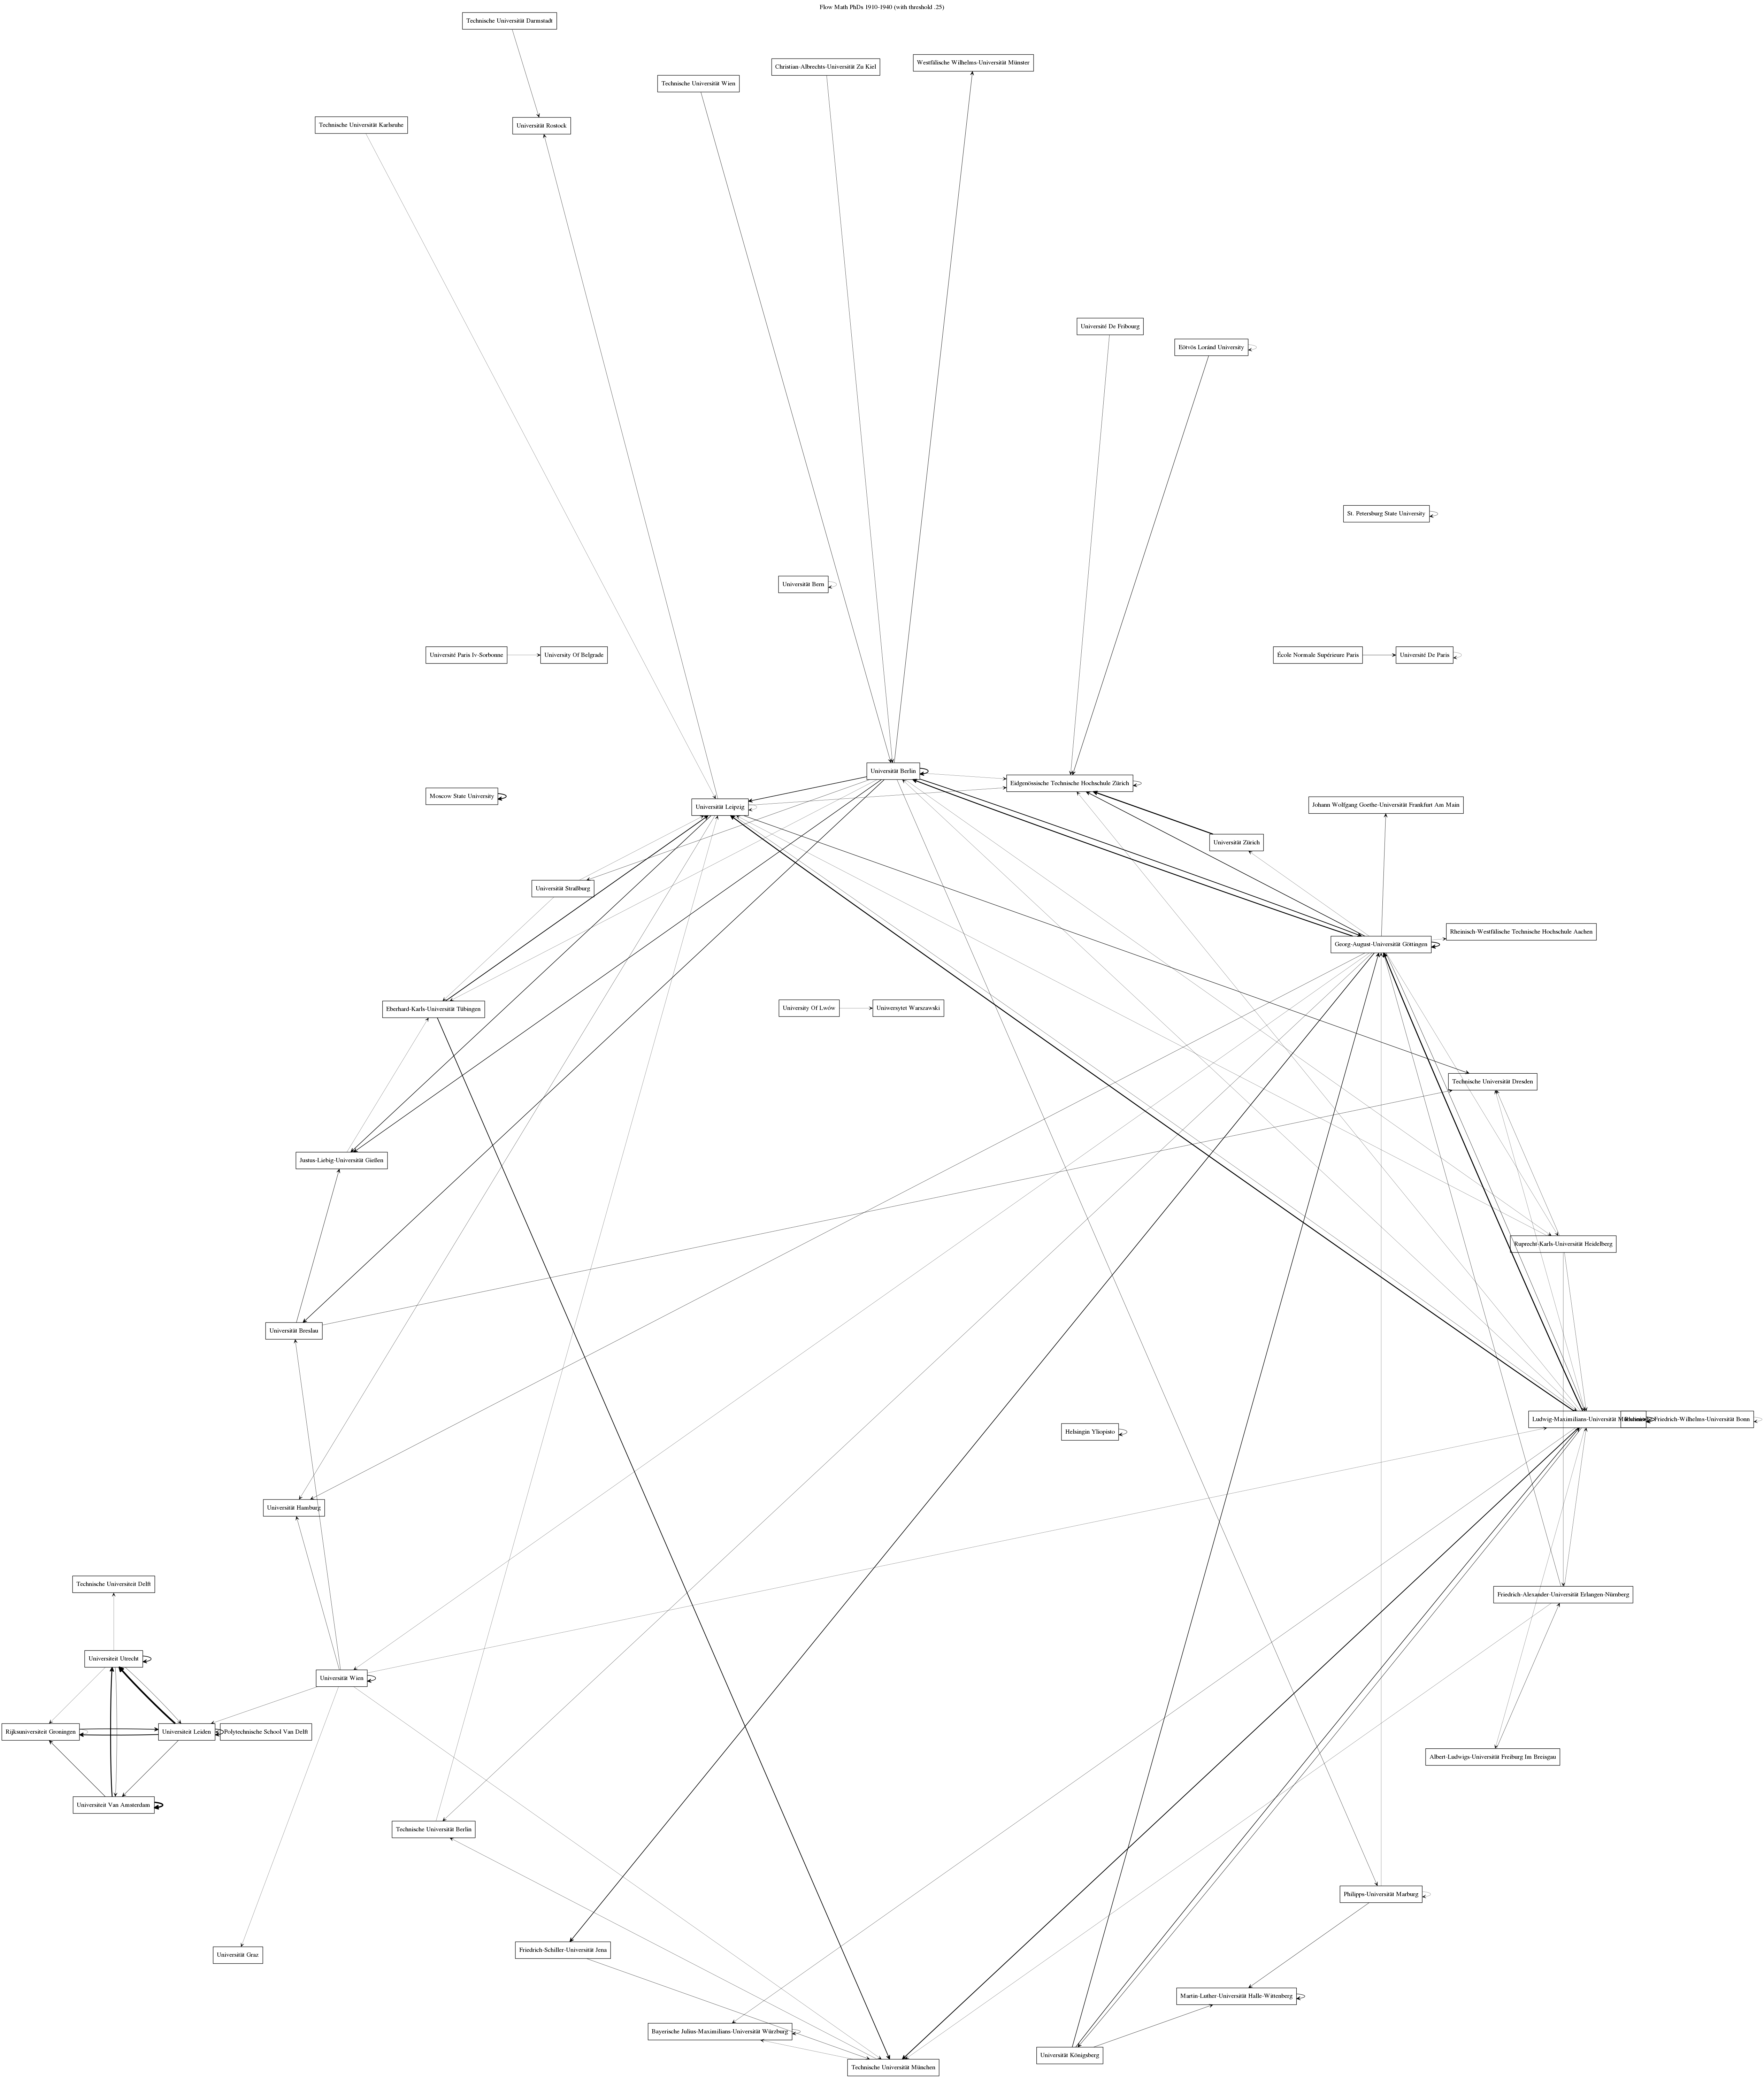 Flow Math PhDs 1910-1940 (with threshold .25)
Technische Universität Darmstadt
Westfälische Wilhelms-Universität Münster
Christian-Albrechts-Universität Zu Kiel
Technische Universität Wien
Technische Universität Karlsruhe
Universität Rostock
Université De Fribourg
Eötvös Loránd University
St. Petersburg State University
Universität Bern
Université Paris Iv-Sorbonne
University Of Belgrade
École Normale Supérieure Paris
Université De Paris
Universität Berlin
Eidgenössische Technische Hochschule Zürich
Moscow State University
Universität Leipzig
Johann Wolfgang Goethe-Universität Frankfurt Am Main
Universität Zürich
Universität Straßburg
Rheinisch-Westfälische Technische Hochschule Aachen
Georg-August-Universität Göttingen
Eberhard-Karls-Universität Tübingen
University Of Lwów
Uniwersytet Warszawski
Technische Universität Dresden
Justus-Liebig-Universität Gießen
Ruprecht-Karls-Universität Heidelberg
Universität Breslau
Ludwig-Maximilians-Universität
Friedrich-Wilhelms-Universität Bonn
Helsingin Yliopisto
Universität Hamburg
Technische Universiteit Delft
Friedrich-Alexander-Universität Erlangen-Nürnberg
Universiteit Utrecht
Universität Wien
Rijksuniversiteit Groningen
Universiteit Leiden
Polytechnische School Van Delft
Albert-Ludwigs-Universität Freiburg Im Breisgau
Universiteit Van Amsterdam
Technische Universität Berlin
Philipps-Universität Marburg
Friedrich-Schiller-Universität Jena
Universität Graz
Martin-Luther-Universität Halle-Wittenberg
Bayerische Julius-Maximilians-Universität Würzburg
Universität Königsberg
Technische Universität München